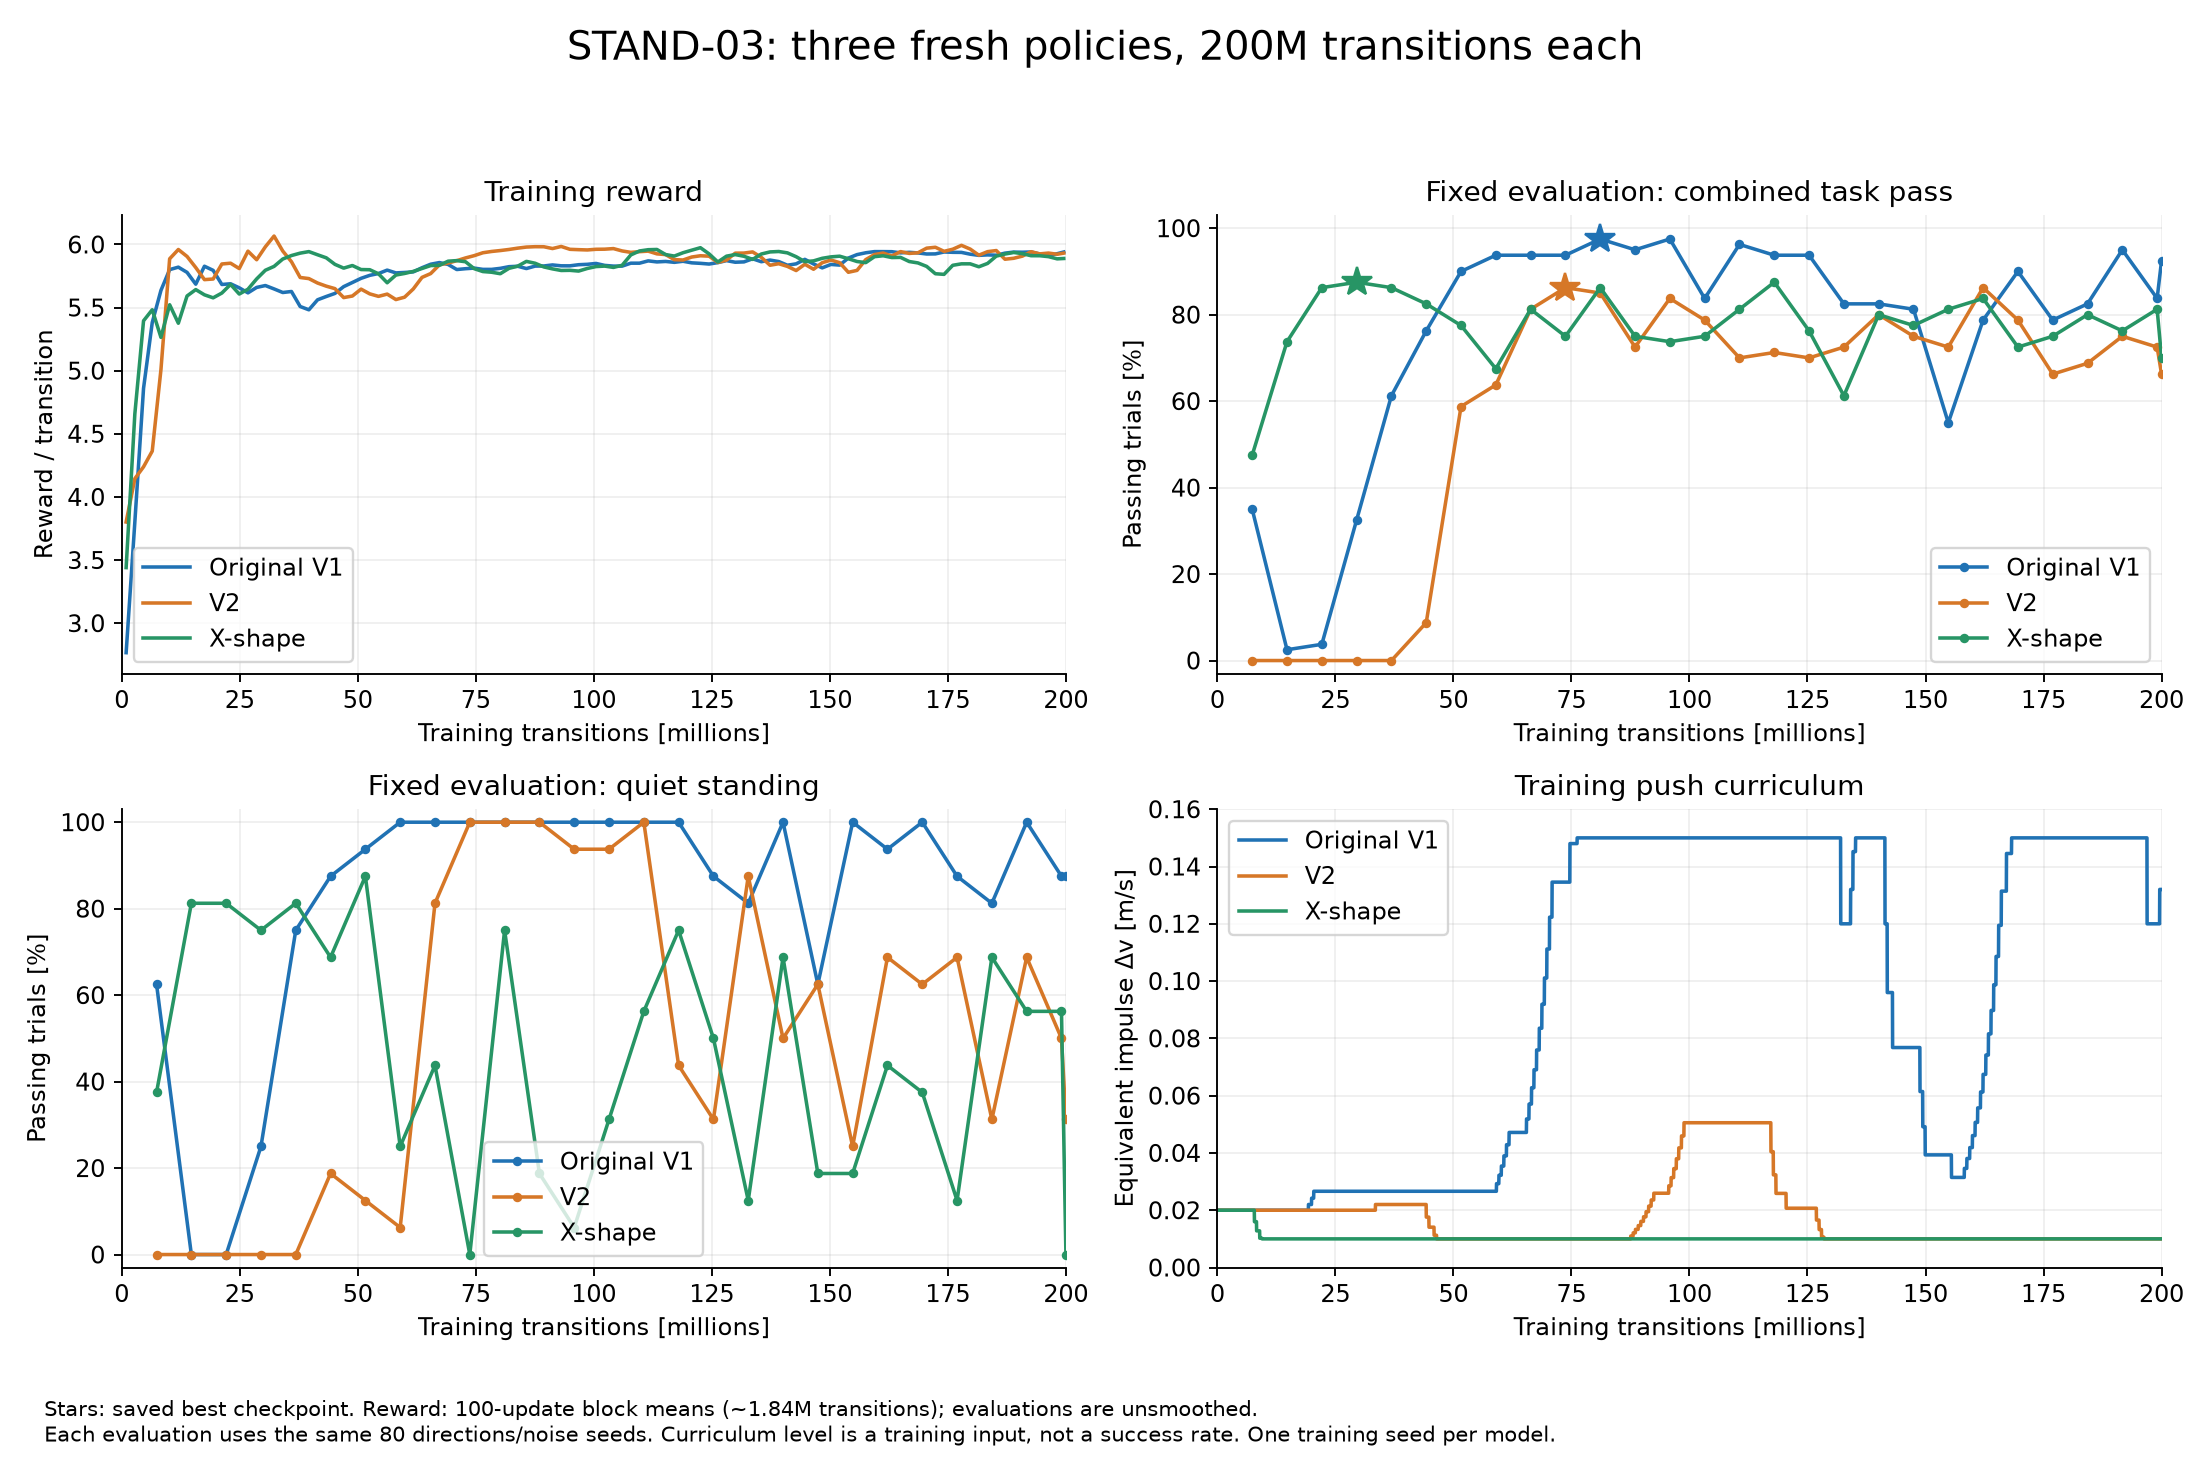 STAND-03: three fresh policies, 200M transitions each
Training reward
Reward / transition
6.0
5.5
5.0
4.5
4.0
3.5
3.0
Original V1
V2
X-shape
0 25 50 75 100 125 150 175 200
Training transitions [millions]
Fixed evaluation: combined task pass
Passing trials [%]
100
80
60
40
20
0
Original V1
V2
X-shape
0 25 50 75 100 125 150 175 200
Training transitions [millions]
Fixed evaluation: quiet standing
Passing trials [%]
100
80
60
40
20
0
Original V1
V2
X-shape
0 25 50 75 100 125 150 175 200
Training transitions [millions]
Training push curriculum
Equivalent impulse Δv [m/s]
0.16
0.14
0.12
0.10
0.08
0.06
0.04
0.02
0.00
Original V1
V2
X-shape
0 25 50 75 100 125 150 175 200
Training transitions [millions]
Stars: saved best checkpoint. Reward: 100-update block means (~1.84M transitions); evaluations are unsmoothed.
Each evaluation uses the same 80 directions/noise seeds. Curriculum level is a training input, not a success rate. One training seed per model.